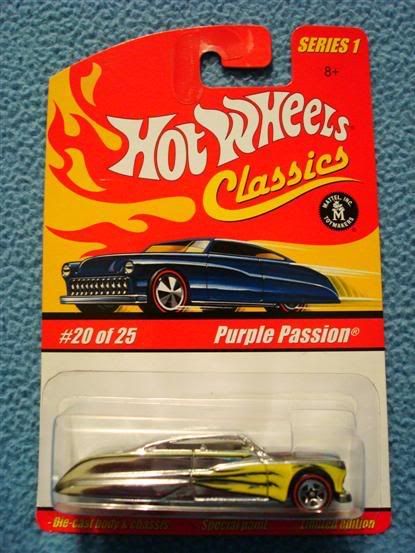 SERIES 1
8+
Hot Wheels
Classics
MATTEL, INC.
M
TOYMAKERS
#20 of 25
Purple Passion®
Die-cast body & chassis
Special paint
Limited edition